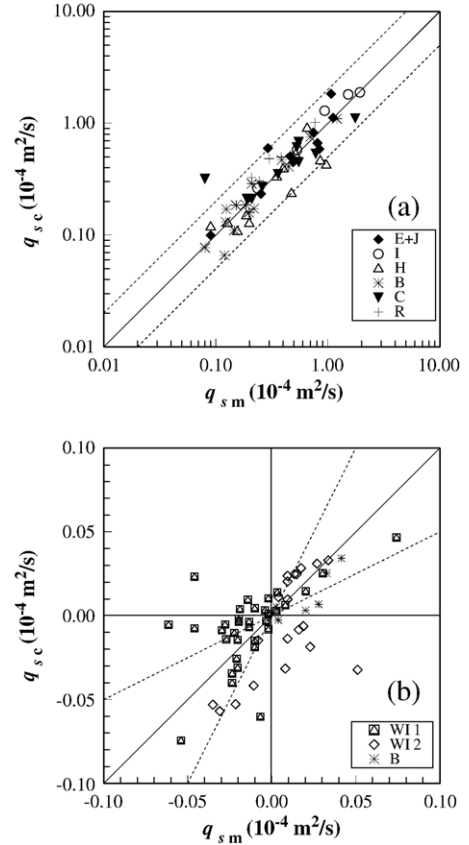 10.00
1.00
0.10
0.01
q s c (10-4 m2/s)
(a)
E+J
I
H
B
C
R
0.01 0.10 1.00 10.00
q s m (10-4 m2/s)
0.10
0.05
0.00
-0.05
-0.10
q s c (10-4 m2/s)
(b)
WI 1
WI 2
B
-0.10 -0.05 0.00 0.05 0.10
q s m (10-4 m2/s)